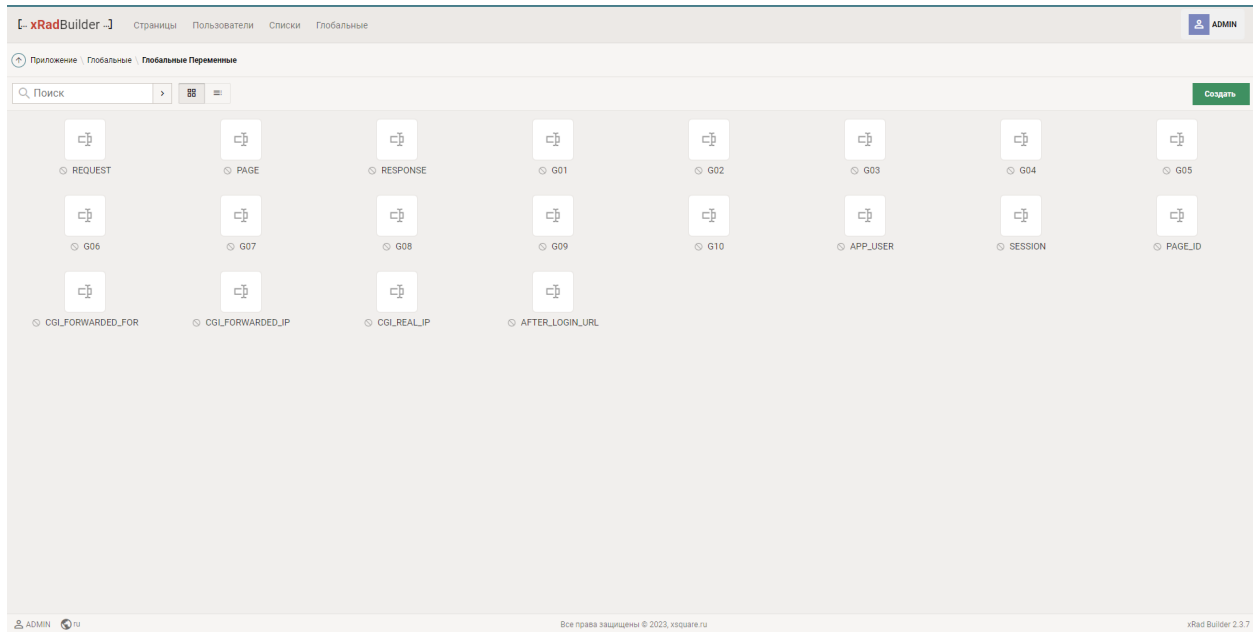 [.. xRadBuilder ..] Страницы Пользователи Списки Глобальные ADMIN
Приложение \ Глобальные \ Глобальные Переменные
Поиск Создать
REQUEST PAGE RESPONSE G01 G02 G03 G04 G05
G06 G07 G08 G09 G10 APP_USER SESSION PAGE_ID
CGI_FORWARDED_FOR CGI_FORWARDED_IP CGI_REAL_IP AFTER_LOGIN_URL
ADMIN ru Все права защищены © 2023, xsquare.ru xRad Builder 2.3.7